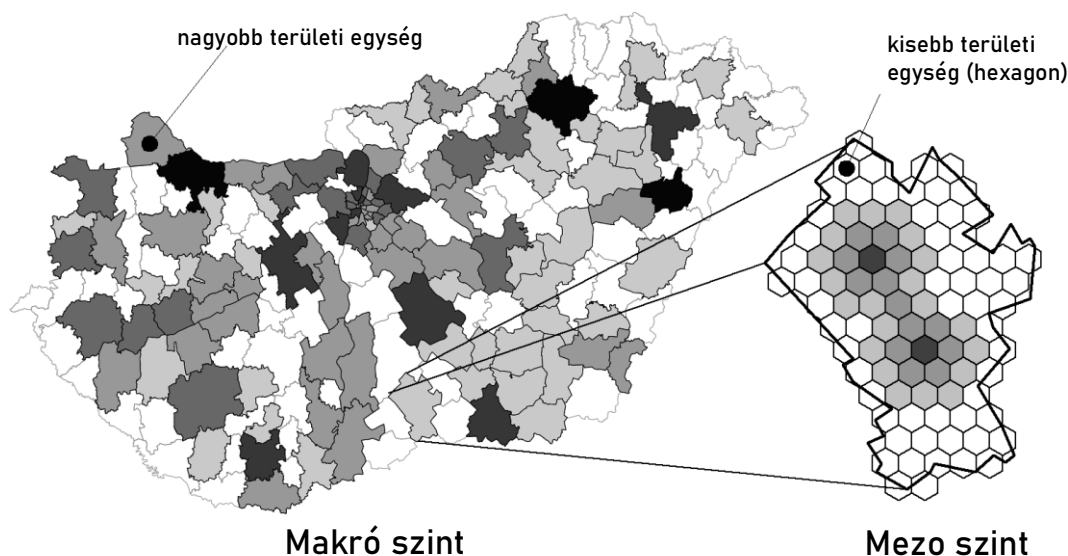 nagyobb területi egység
kisebb területi
egység (hexagon)
Makró szint
Mezo szint